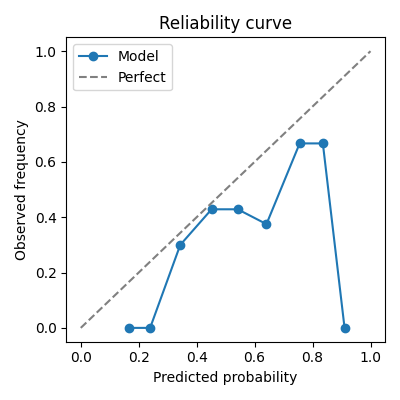 Reliability curve
Model
Perfect
Observed frequency
1.0
0.8
0.6
0.4
0.2
0.0
0.0 0.2 0.4 0.6 0.8 1.0
Predicted probability